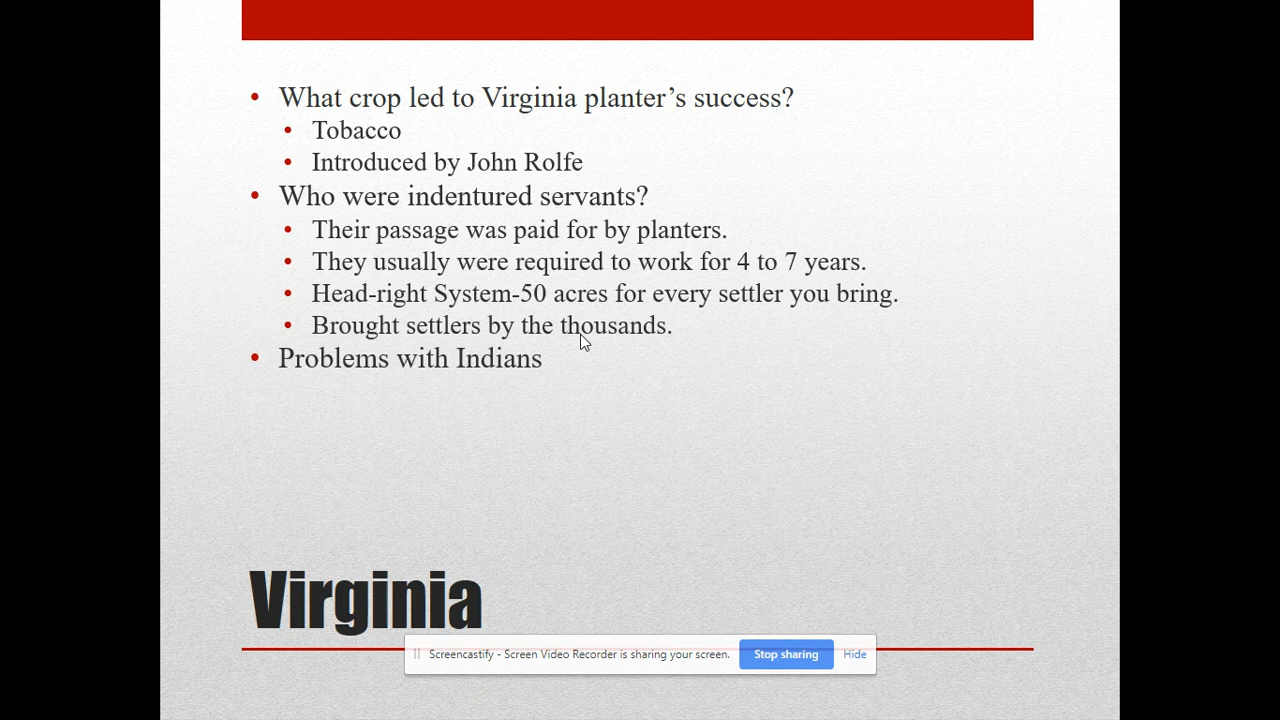 • What crop led to Virginia planter’s success?
• Tobacco
• Introduced by John Rolfe
• Who were indentured servants?
• Their passage was paid for by planters.
• They usually were required to work for 4 to 7 years.
• Head-right System-50 acres for every settler you bring.
• Brought settlers by the thousands.
• Problems with Indians
Virginia
Screencastify - Screen Video Recorder is sharing your screen. Stop sharing Hide